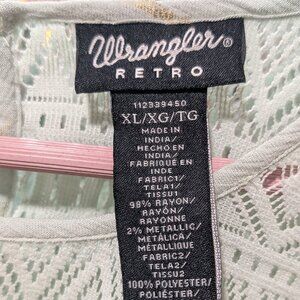 Wrangler®
RETRO
112339450
XL/XG/TG
MADE IN
INDIA/
HECHO EN
INDIA/
FABRIQUÉ EN
INDE
FABRIC1/
TELA1/
TISSU1
98% RAYON/
RAYÓN/
RAYONNE
2% METALLIC/
METÁLICA/
MÉTALLIQUE
FABRIC2/
TELA2/
TISSU2
100% POLYESTER/
POLIÉSTER/